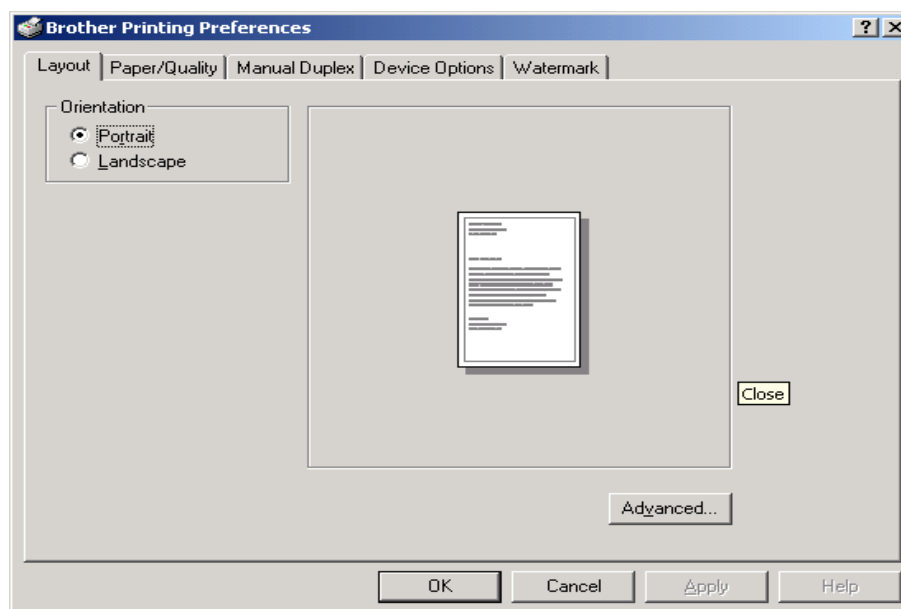 Brother Printing Preferences
Layout Paper/Quality Manual Duplex Device Options Watermark
Orientation
Portrait
Landscape
Close
Advanced...
OK Cancel Apply Help